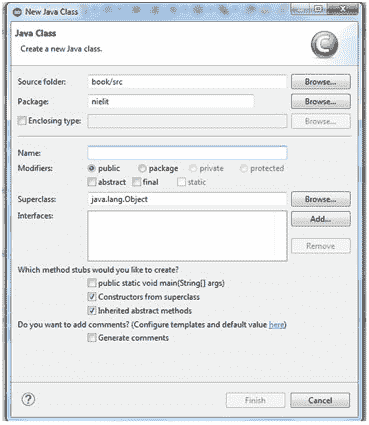 New Java Class
Java Class
Create a new Java class.
C
Source folder: book/src Browse...
Package: nielit Browse...
Enclosing type: Browse...
Name:
Modifiers: public package private protected
abstract final static
Superclass: java.lang.Object Browse...
Interfaces: Add...
Remove
Which method stubs would you like to create?
public static void main(String[] args)
Constructors from superclass
Inherited abstract methods
Do you want to add comments? (Configure templates and default value here)
Generate comments
? Finish Cancel